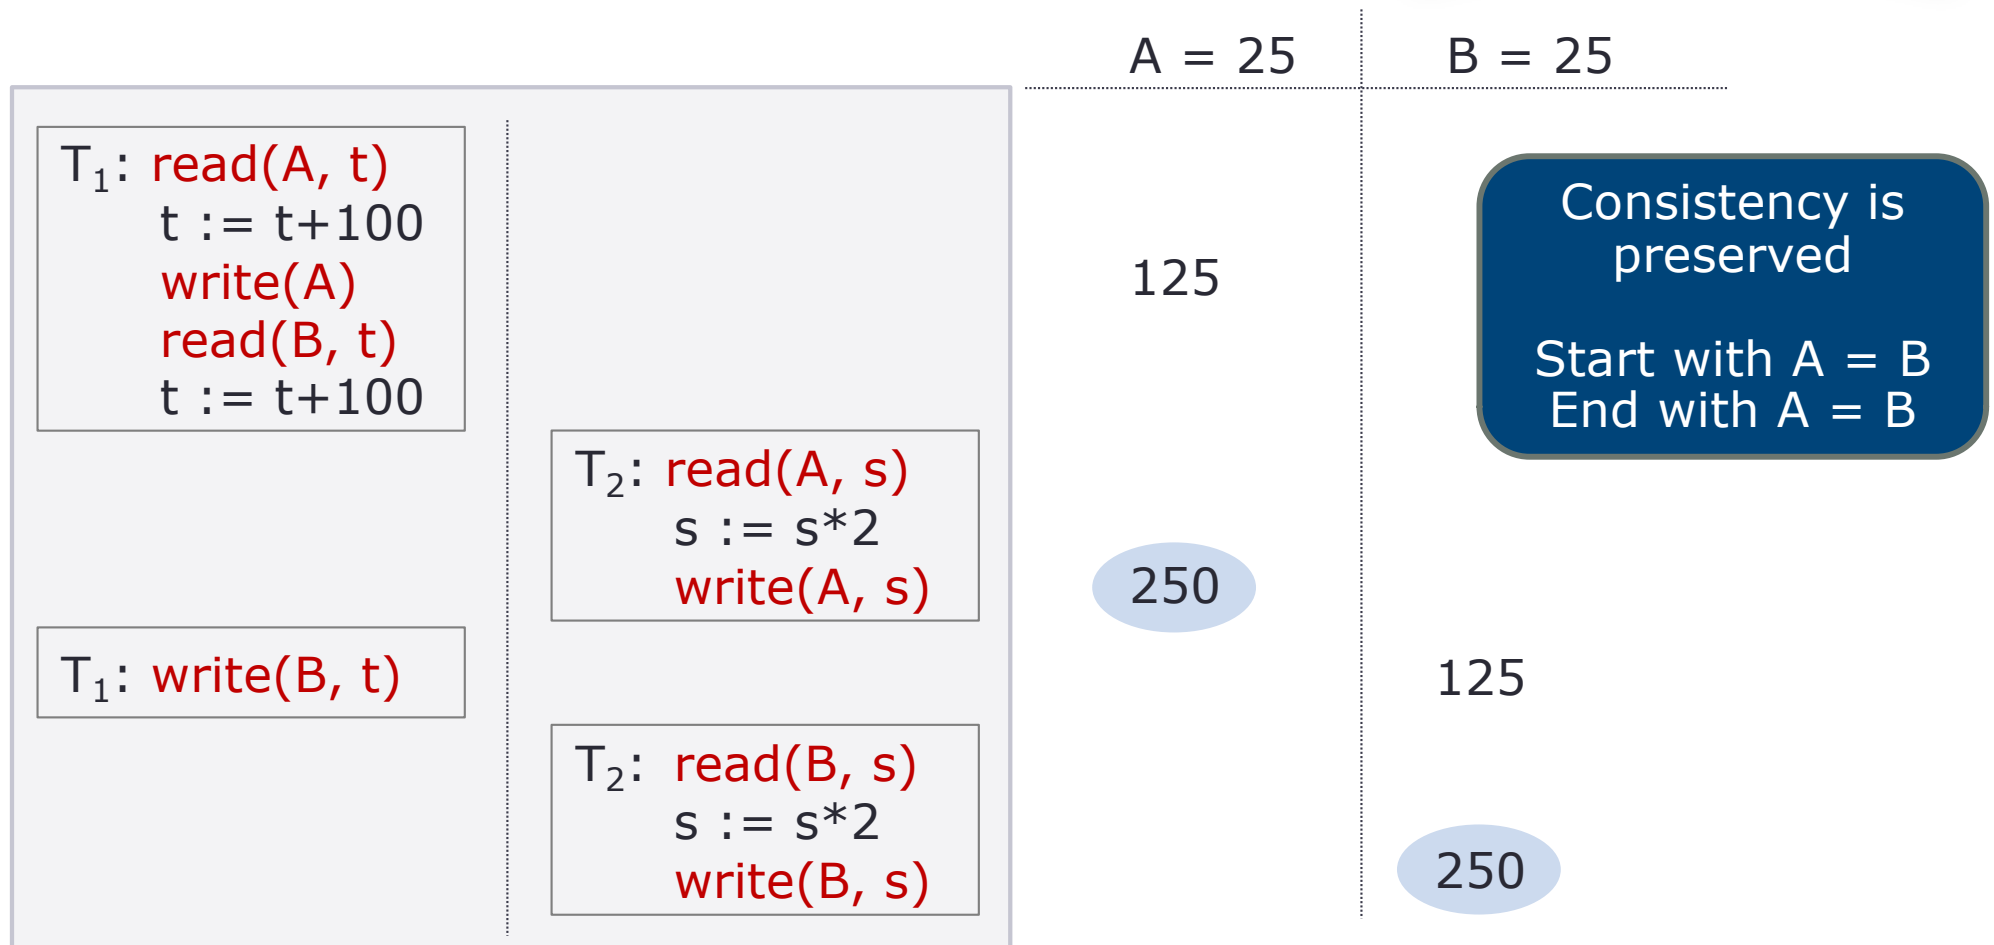 A = 25
B = 25
T₁: read(A, t)
t := t+100
write(A)
read(B, t)
t := t+100
125
Consistency is
preserved
Start with A = B
End with A = B
T₂: read(A, s)
s := s*2
write(A, s)
250
T₁: write(B, t)
125
T₂: read(B, s)
s := s*2
write(B, s)
250